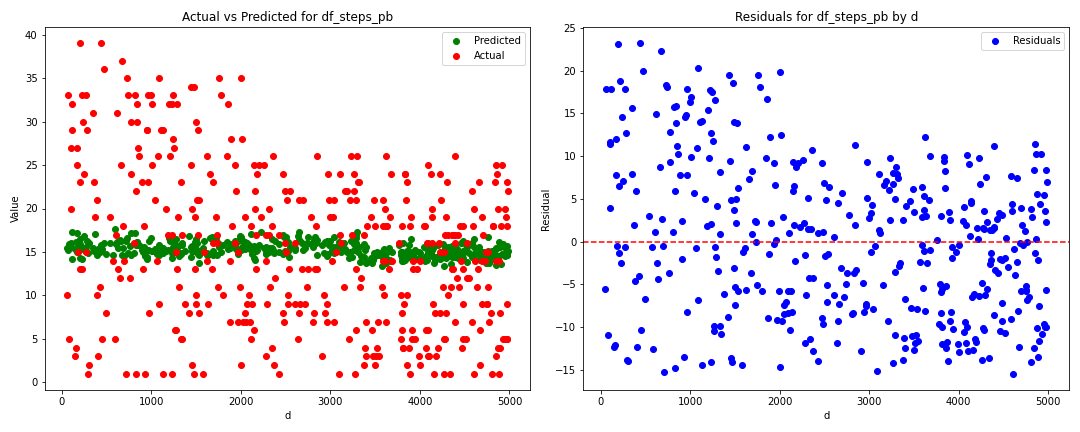 Actual vs Predicted for df_steps_pb
Predicted
Actual
Value
40
35
30
25
20
15
10
5
0
0 1000 2000 3000 4000 5000
d
Residuals for df_steps_pb by d
Residuals
Residual
25
20
15
10
5
0
−5
−10
−15
0 1000 2000 3000 4000 5000
d